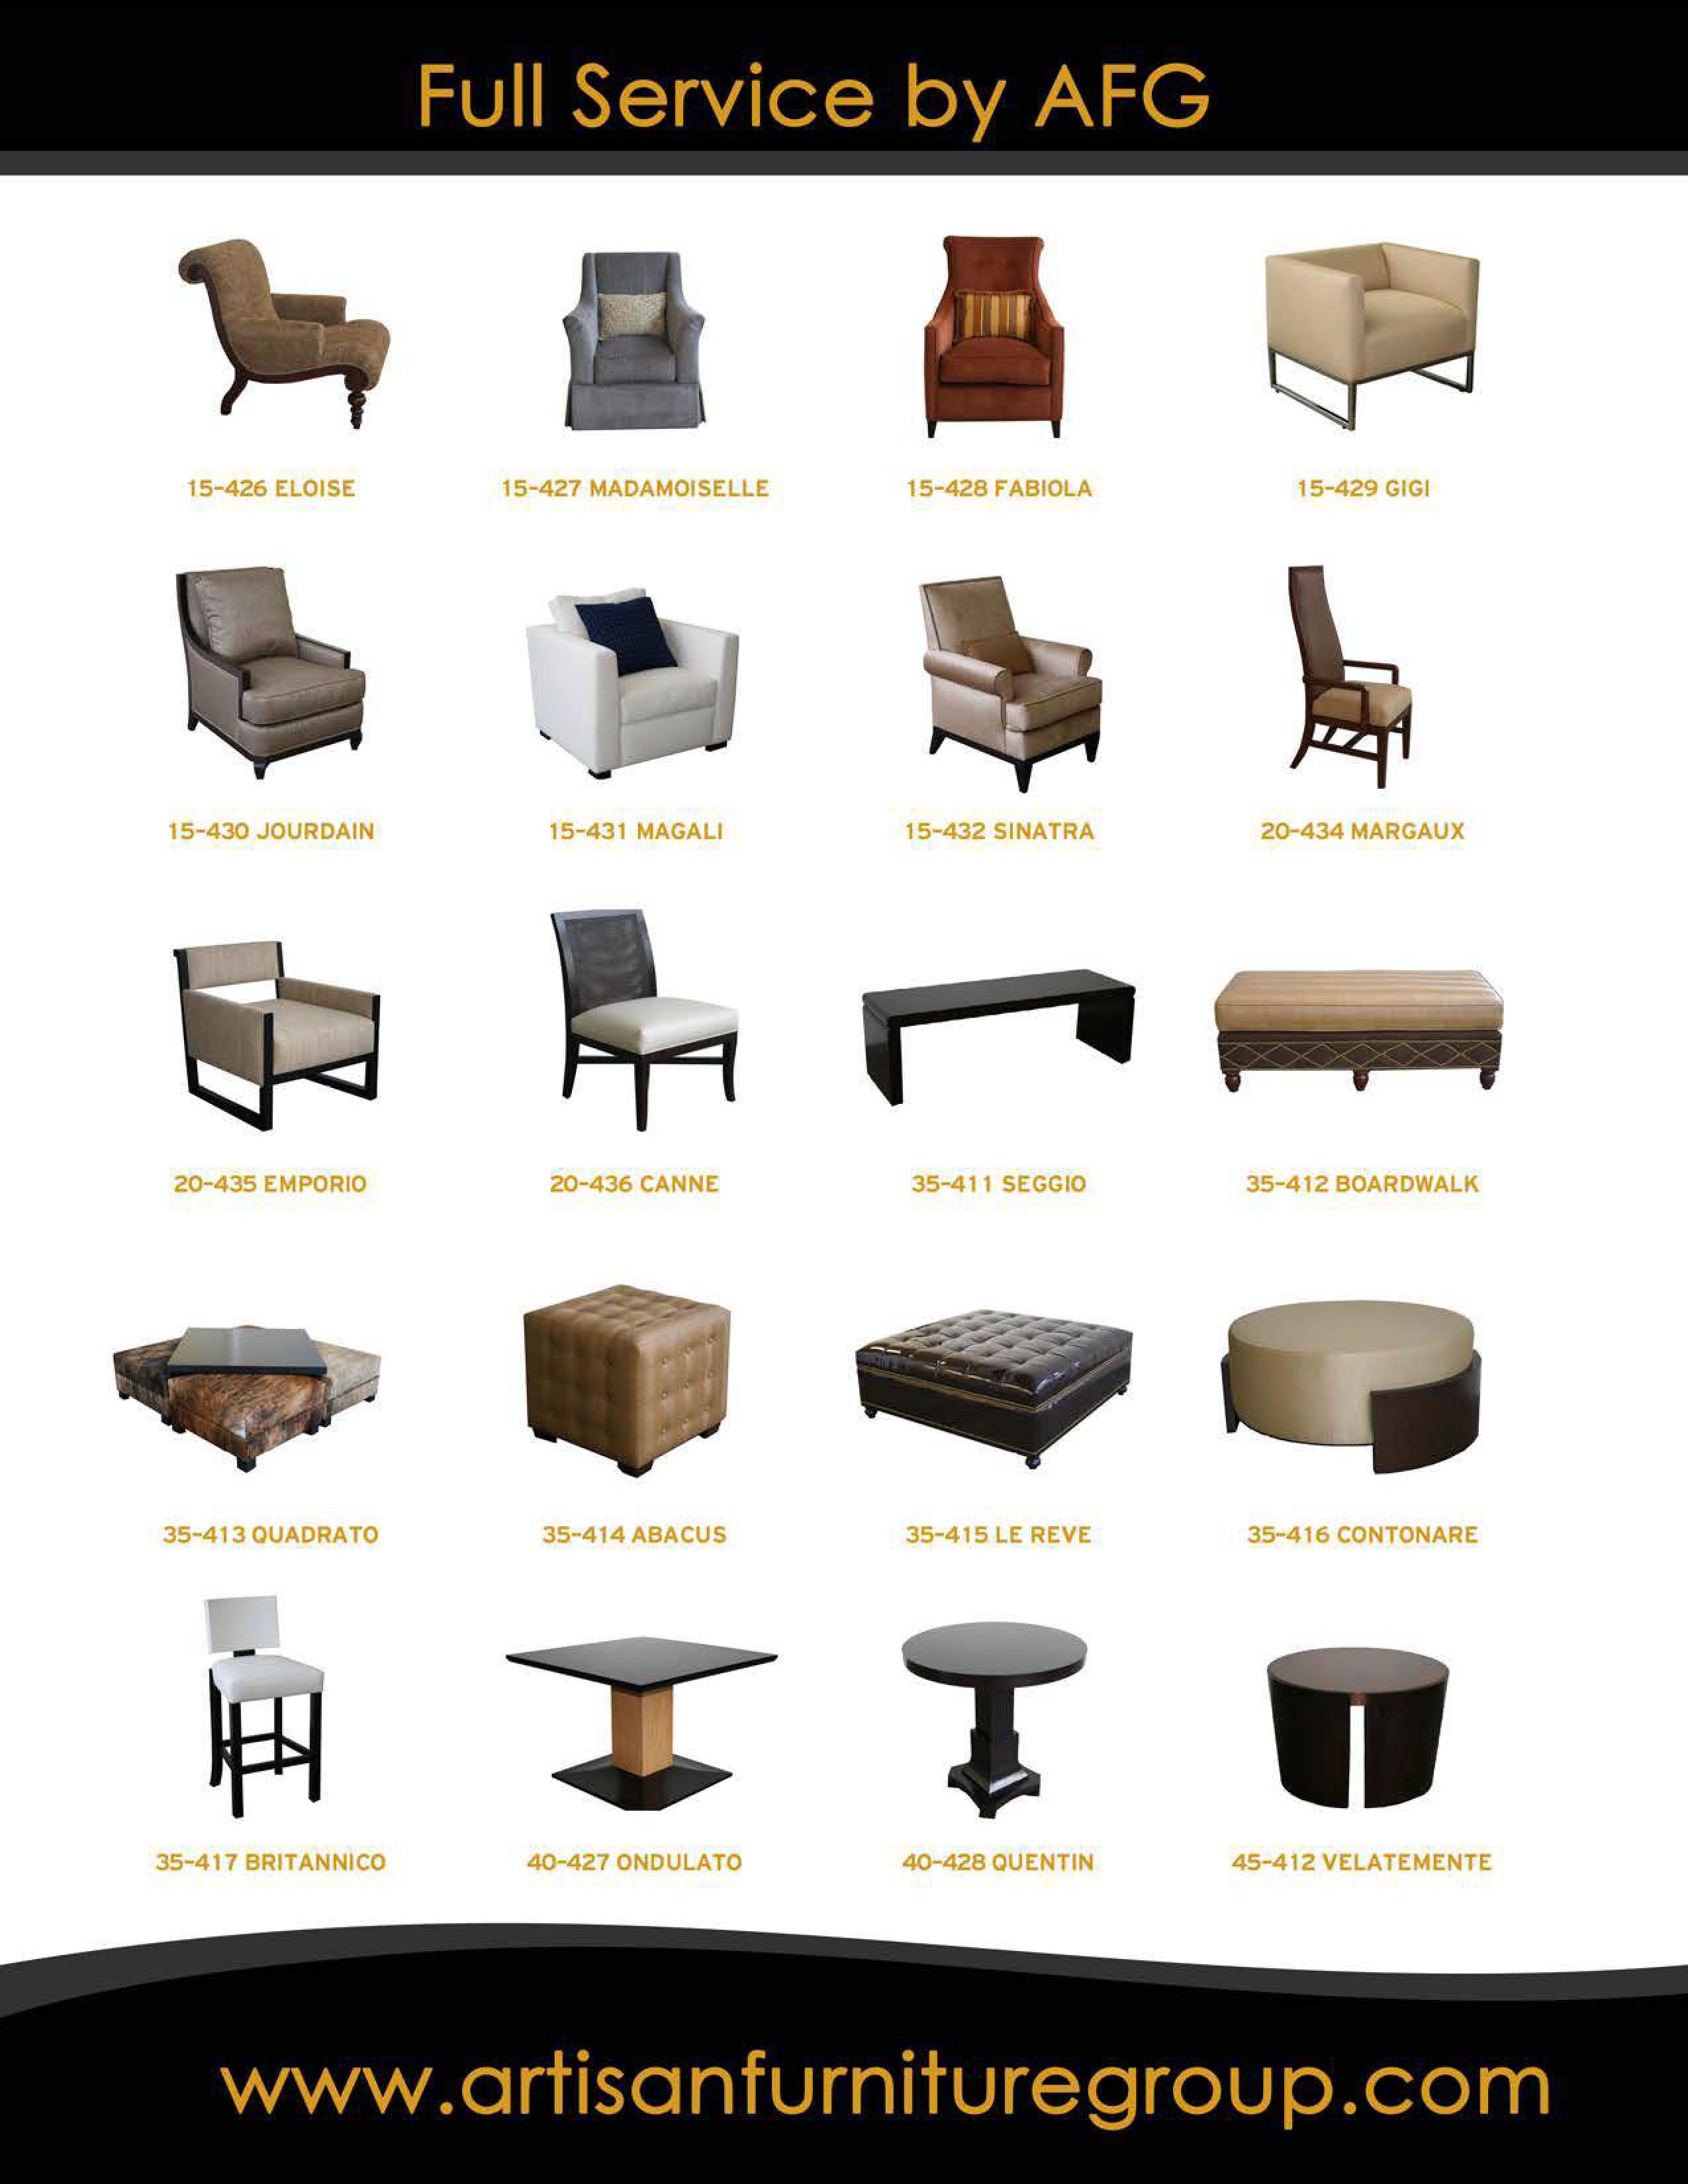 Full Service by AFG
15-426 ELOISE
15-427 MADAMOISELLE
15-428 FABIOLA
15-429 GIGI
15-430 JOURDAIN
15-431 MAGALI
15-432 SINATRA
20-434 MARGAUX
20-435 EMPORIO
20-436 CANNE
35-411 SEGGIO
35-412 BOARDWALK
35-413 QUADRATO
35-414 ABACUS
35-415 LE REVE
35-416 CONTONARE
35-417 BRITANNICO
40-427 ONDULATO
40-428 QUENTIN
45-412 VELATEMENTE
www.artisanfurnituregroup.com